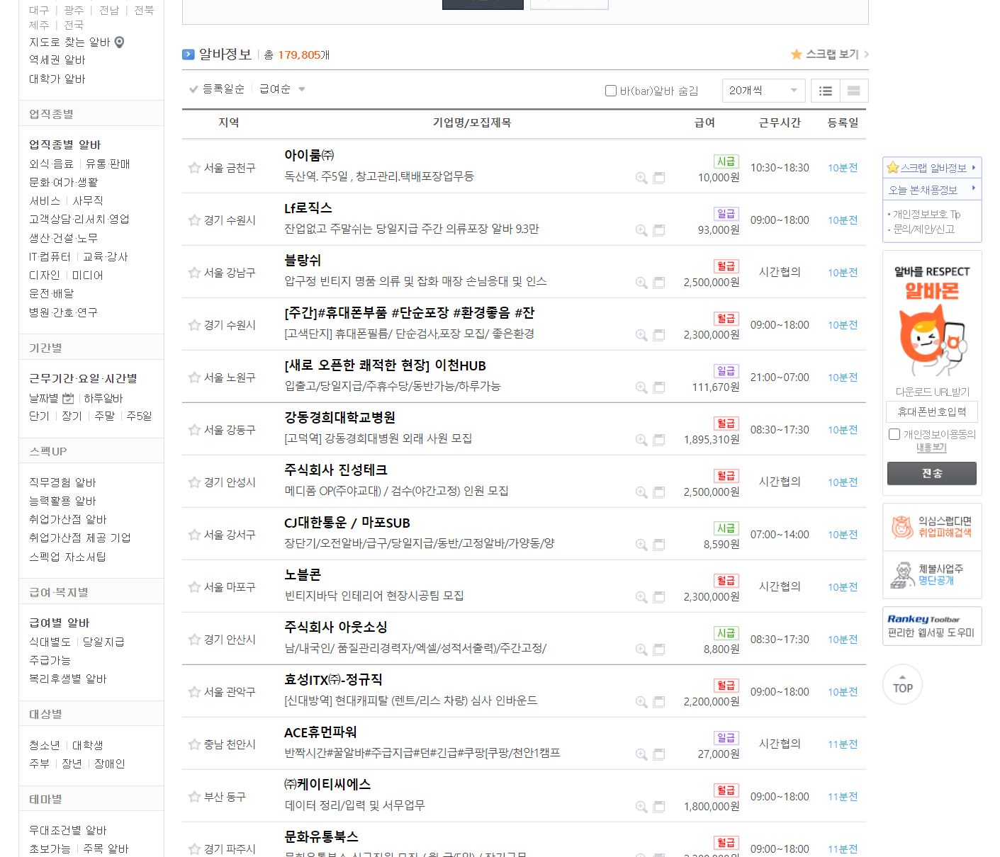 대구 | 광주 | 전남 | 전북
제주 | 전국
지도로 찾는 알바
역세권 알바
대학가 알바
업직종별
업직종별 알바
외식·음료 | 유통·판매
문화·여가·생활
서비스 | 사무직
고객상담·리서치·영업
생산·건설·노무
IT·컴퓨터 | 교육·강사
디자인 | 미디어
운전·배달
병원·간호·연구
기간별
근무기간·요일·시간별
날짜별 | 하루알바
단기 | 장기 | 주말 | 주5일
스펙UP
직무경험 알바
능력활용 알바
취업가산점 알바
취업가산점 제공 기업
스펙업 자소서팁
급여·복지별
급여별 알바
식대별도 | 당일지급
주급가능
복리후생별 알바
대상별
청소년 | 대학생
주부 | 장년 | 장애인
테마별
우대조건별 알바
초보가능 | 주목 알바
알바정보 | 총 179,805개
스크랩 보기
등록일순 | 급여순
바(bar)알바 숨김
20개씩
지역 기업명/모집제목 급여 근무시간 등록일
아이룸㈜
서울 금천구 독산역. 주5일 , 창고관리.택배포장업무등 시급 10,000원 10:30~18:30 10분전
Lf로직스
경기 수원시 잔업없고 주말쉬는 당일지급 주간 의류포장 알바 9.3만 일급 93,000원 09:00~18:00 10분전
블랑쉬
서울 강남구 압구정 빈티지 명품 의류 및 잡화 매장 손님응대 및 인스 월급 2,500,000원 시간협의 10분전
[주간]#휴대폰부품 #단순포장 #환경좋음 #잔
경기 수원시 [고색단지] 휴대폰필름/ 단순검사,포장 모집/ 좋은환경 월급 2,300,000원 09:00~18:00 10분전
[새로 오픈한 쾌적한 현장] 이천HUB
서울 노원구 입출고/당일지급/주휴수당/동반가능/하루가능 일급 111,670원 21:00~07:00 10분전
강동경희대학교병원
서울 강동구 [고덕역] 강동경희대병원 외래 사원 모집 월급 1,895,310원 08:30~17:30 10분전
주식회사 진성테크
경기 안성시 메디폼 OP(주야교대) / 검수(야간고정) 인원 모집 월급 2,500,000원 시간협의 10분전
CJ대한통운 / 마포SUB
서울 강서구 장단기/오전알바/급구/당일지급/동반/고정알바/가양동/양 시급 8,590원 07:00~14:00 10분전
노블콘
서울 마포구 빈티지바닥 인테리어 현장시공팀 모집 월급 2,300,000원 시간협의 10분전
주식회사 아웃소싱
경기 안산시 남/내국인/ 품질관리경력자/엑셀/성적서출력)/주간고정/ 시급 8,800원 08:30~17:30 10분전
효성ITX㈜-정규직
서울 관악구 [신대방역] 현대캐피탈 (렌트/리스 차량) 심사 인바운드 월급 2,200,000원 09:00~18:00 10분전
ACE휴먼파워
충남 천안시 반짝시간#꿀알바#주급지급#던#긴급#쿠팡[쿠팡/천안1캠프 일급 27,000원 시간협의 11분전
㈜케이티씨에스
부산 동구 데이터 정리/입력 및 서무업무 월급 1,800,000원 09:00~18:00 11분전
문화유통북스
경기 파주시 월급 09:00~18:00 11분전
스크랩 알바정보
오늘 본 채용정보
개인정보보호 Tip
문의/제안/신고
알바를 RESPECT
알바몬
다운로드 URL받기
휴대폰번호입력
개인정보이용동의
내용보기
전송
의심스럽다면
취업피해검색
체불사업주
명단공개
Rankey Toolbar
편리한 웹서핑 도우미
TOP